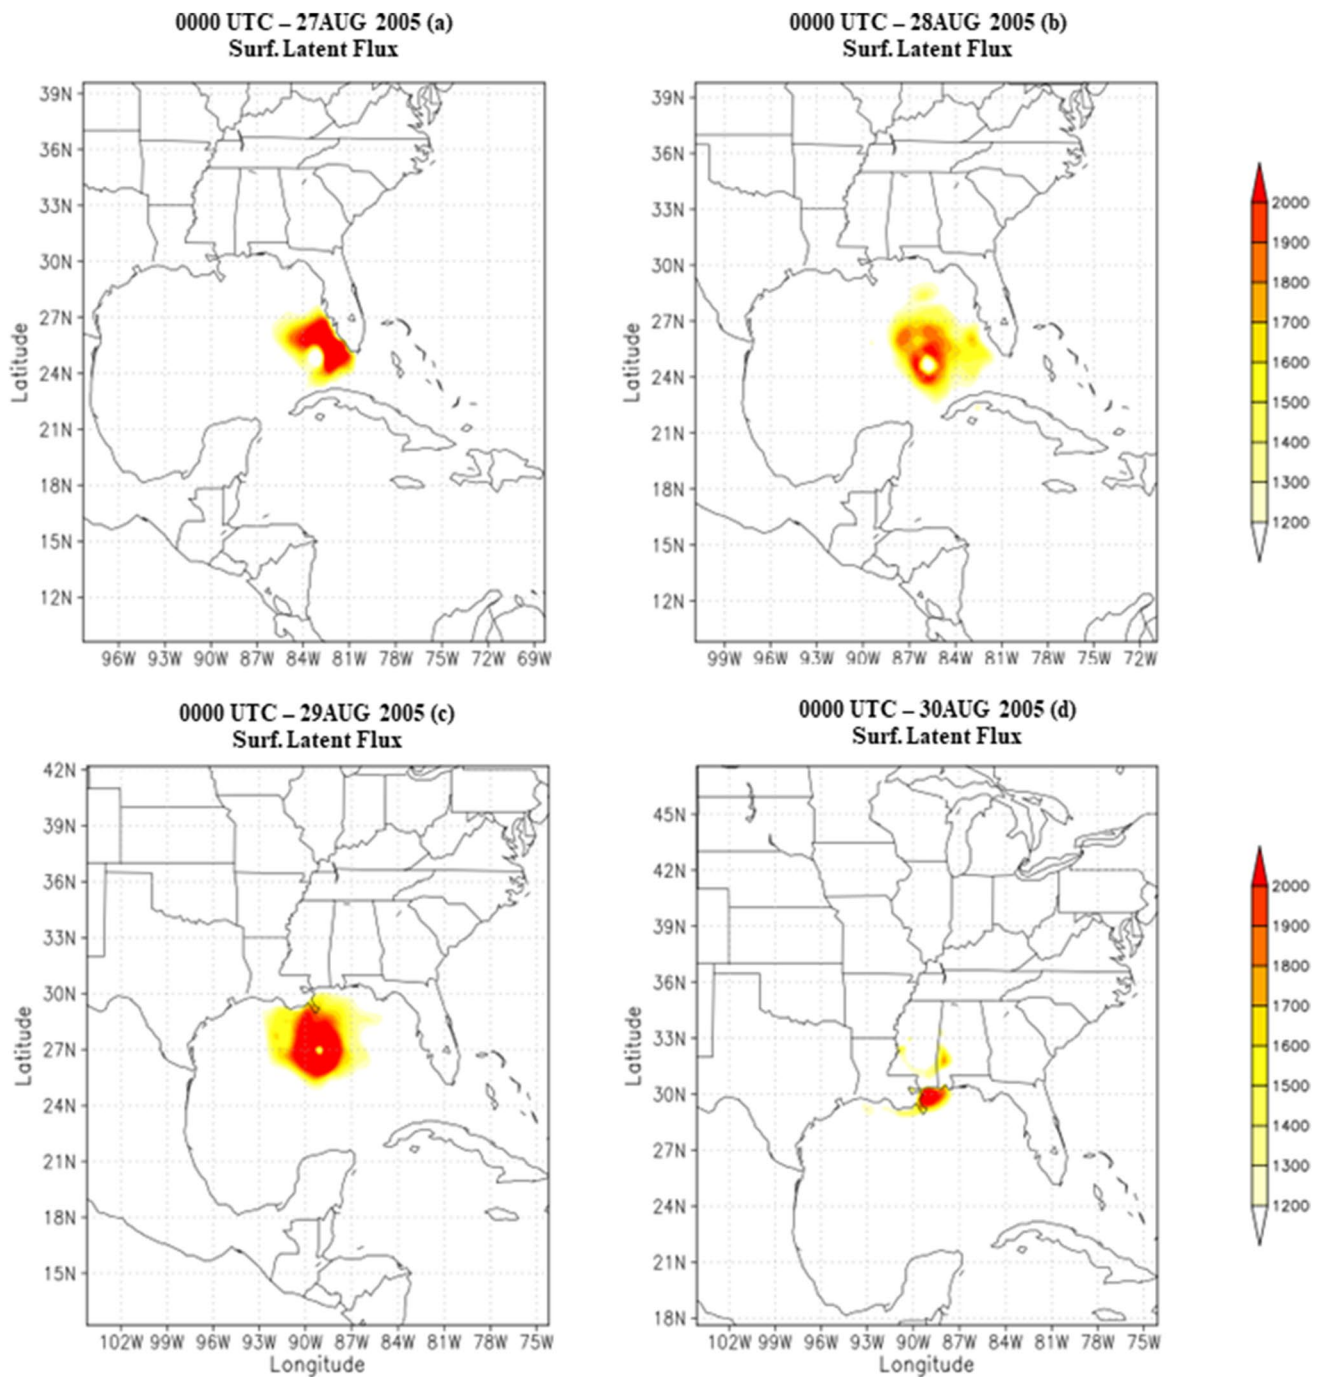 0000 UTC – 27AUG 2005 (a)
Surf. Latent Flux
39N
36N
33N
30N
27N
24N
21N
18N
15N
12N
Latitude
96W 93W 90W 87W 84W 81W 78W 75W 72W 69W
0000 UTC – 28AUG 2005 (b)
Surf. Latent Flux
39N
36N
33N
30N
27N
24N
21N
18N
15N
12N
Latitude
99W 96W 93W 90W 87W 84W 81W 78W 75W 72W
2000
1900
1800
1700
1600
1500
1400
1300
1200
0000 UTC – 29AUG 2005 (c)
Surf. Latent Flux
42N
39N
36N
33N
30N
27N
24N
21N
18N
15N
Latitude
102W 99W 96W 93W 90W 87W 84W 81W 78W 75W
Longitude
0000 UTC – 30AUG 2005 (d)
Surf. Latent Flux
45N
42N
39N
36N
33N
30N
27N
24N
21N
18N
Latitude
102W 99W 96W 93W 90W 87W 84W 81W 78W 75W
Longitude
2000
1900
1800
1700
1600
1500
1400
1300
1200